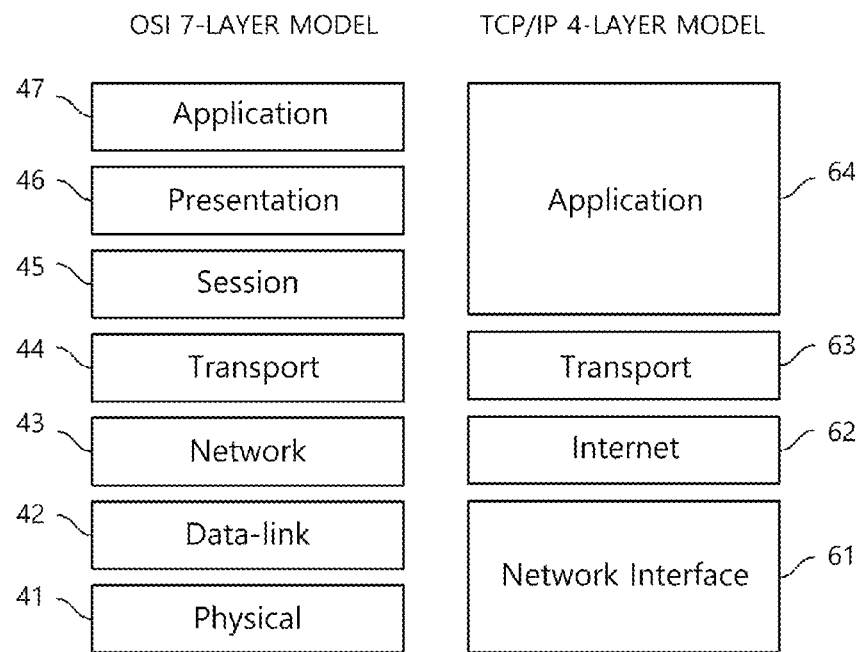 OSI 7-LAYER MODEL TCP/IP 4-LAYER MODEL
47 Application
46 Presentation Application 64
45 Session
44 Transport Transport 63
43 Network Internet 62
42 Data-link
Network Interface 61
41 Physical